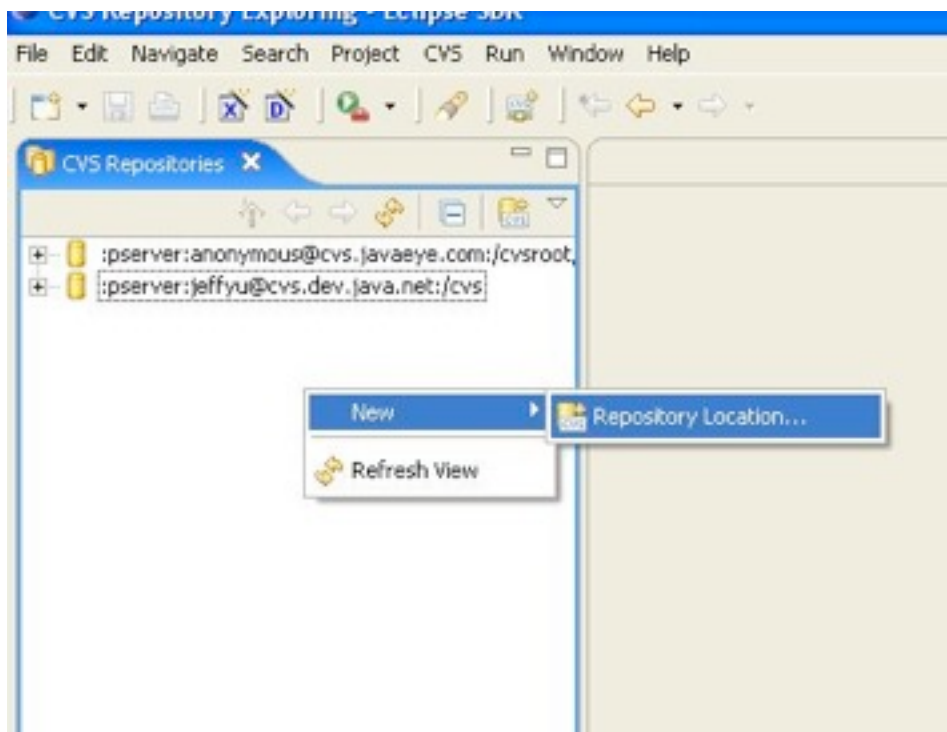 CVS Repository Exploring - Eclipse SDK
File Edit Navigate Search Project CVS Run Window Help
CVS Repositories
:pserver:anonymous@cvs.javaeye.com:/cvsroot,
:pserver:jeffyu@cvs.dev.java.net:/cvs
New
Repository Location...
Refresh View